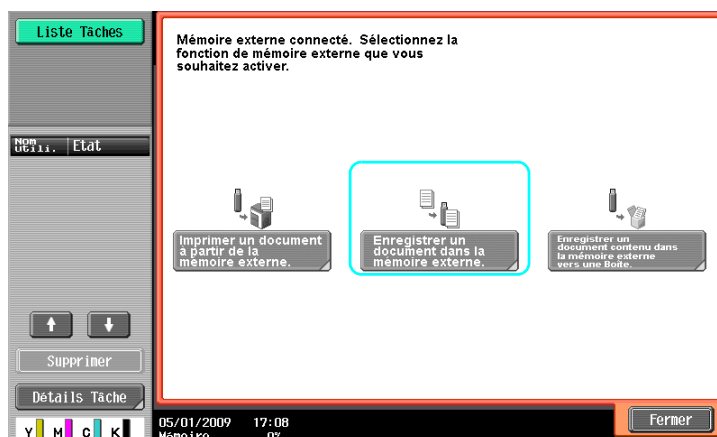 Liste Tâches
Mémoire externe connecté. Sélectionnez la
fonction de mémoire externe que vous
souhaitez activer.
Nom
utili.
Etat
Imprimer un document
à partir de la
mémoire externe.
Enregistrer un
document dans la
mémoire externe.
Enregistrer un
document contenu dans
la mémoire externe
vers une Boîte.
Supprimer
Détails Tâche
Fermer
05/01/2009 17:08
Mémoire 0%
Y M C K